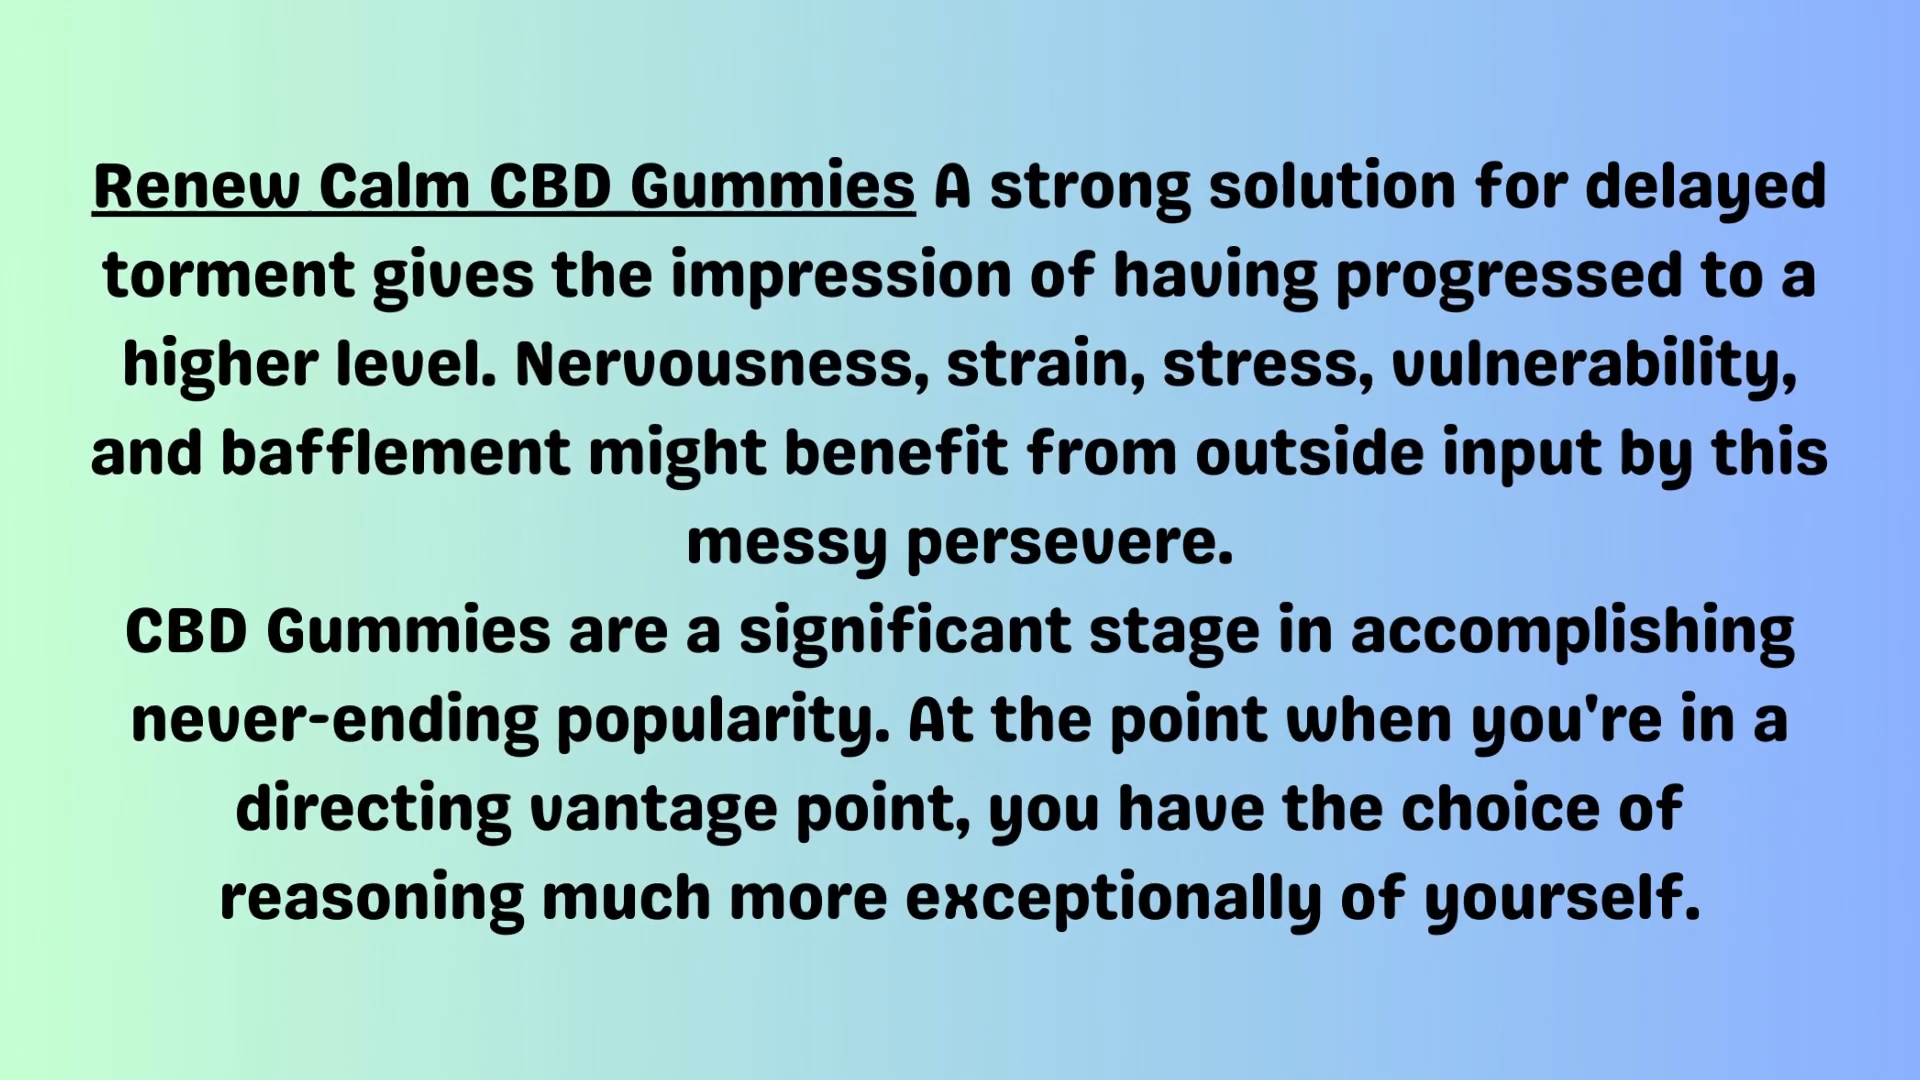 Renew Calm CBD Gummies A strong solution for delayed
torment gives the impression of having progressed to a
higher level. Nervousness, strain, stress, vulnerability,
and bafflement might benefit from outside input by this
messy persevere.
CBD Gummies are a significant stage in accomplishing
never-ending popularity. At the point when you're in a
directing vantage point, you have the choice of
reasoning much more exceptionally of yourself.